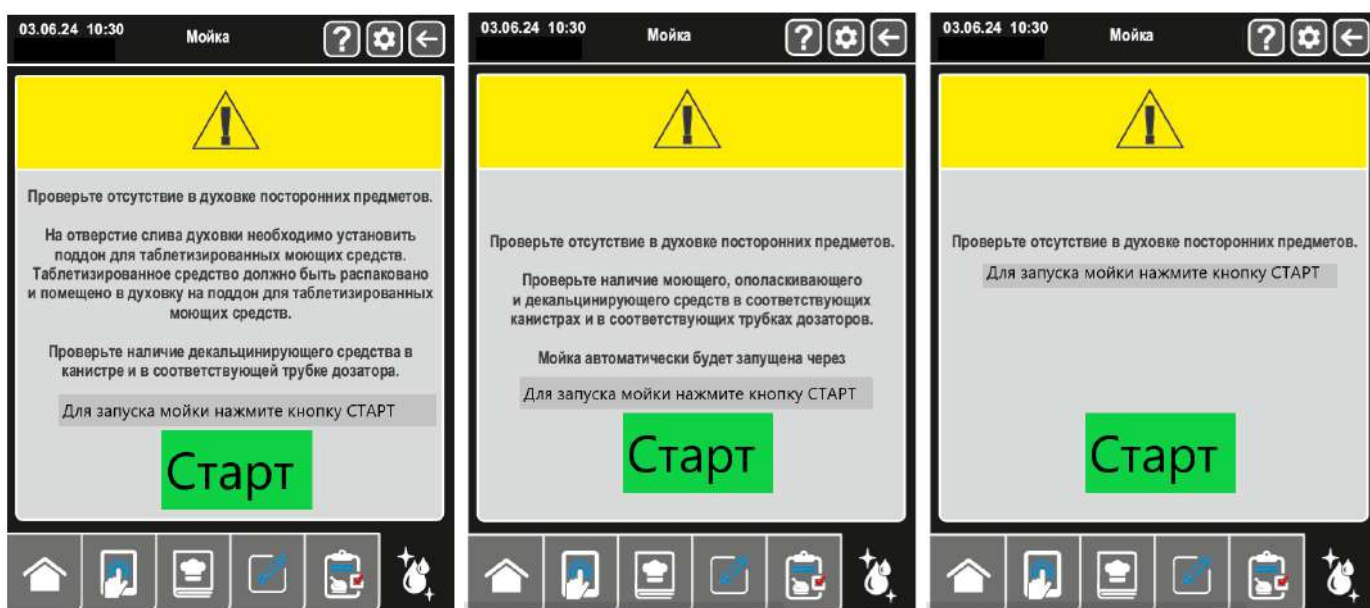 03.06.24 10:30
Мойка
?
Проверьте отсутствие в духовке посторонних предметов.
На отверстие слива духовки необходимо установить
поддон для таблетизированных моющих средств.
Таблетизированное средство должно быть распаковано
и помещено в духовку на поддон для таблетизированных
моющих средств.
Проверьте наличие декальцинирующего средства в
канистре и в соответствующей трубке дозатора.
Для запуска мойки нажмите кнопку СТАРТ
Старт
03.06.24 10:30
Мойка
?
Проверьте отсутствие в духовке посторонних предметов.
Проверьте наличие моющего, ополаскивающего
и декальцинирующего средств в соответствующих
канистрах и в соответствующих трубках дозаторов.
Мойка автоматически будет запущена через
Для запуска мойки нажмите кнопку СТАРТ
Старт
03.06.24 10:30
Мойка
?
Проверьте отсутствие в духовке посторонних предметов.
Для запуска мойки нажмите кнопку СТАРТ
Старт